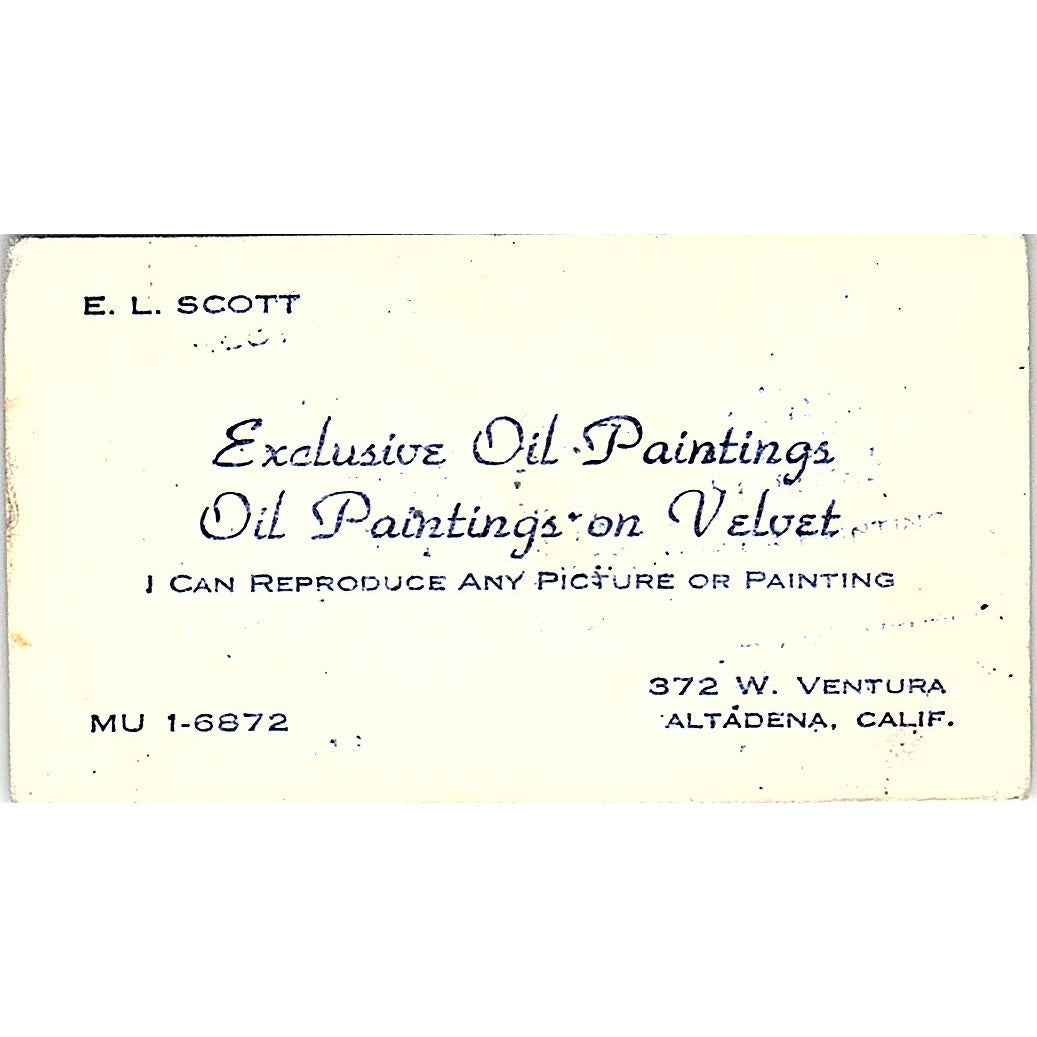 E. L. SCOTT
Exclusive Oil Paintings
Oil Paintings on Velvet
I CAN REPRODUCE ANY PICTURE OR PAINTING
MU 1-6872
372 W. VENTURA
ALTADENA, CALIF.